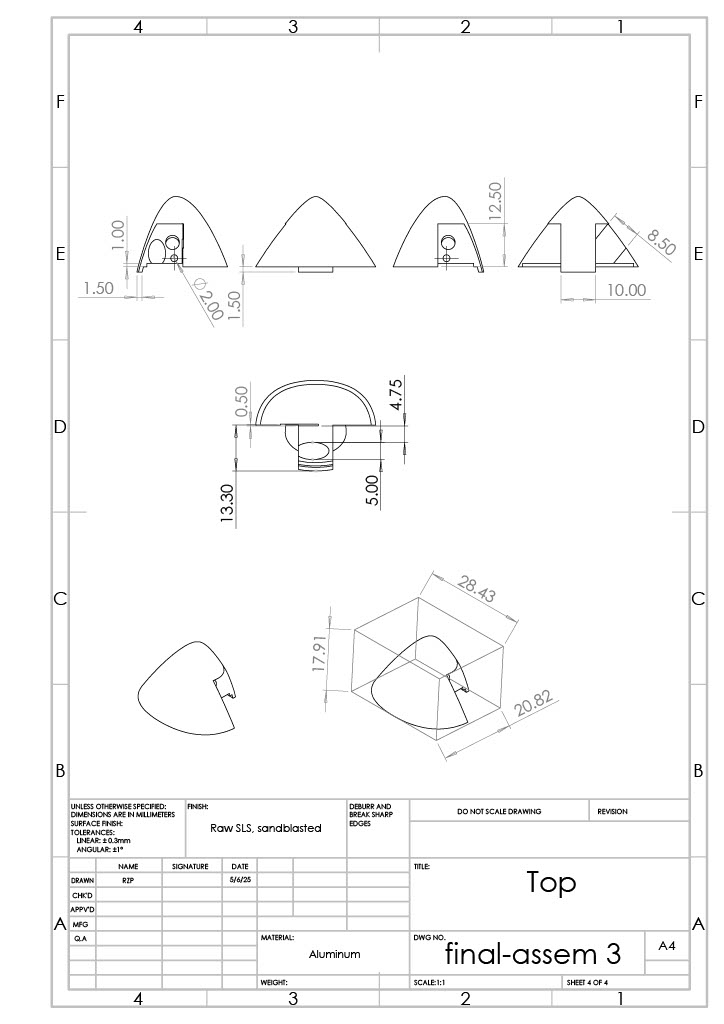 4 3 2 1
F F
12.50
1.00
8.50
E E
1.50
Ø 2.00
1.50
10.00
0.50
4.75
D D
13.30
5.00
28.43
C C
17.91
20.82
B B
UNLESS OTHERWISE SPECIFIED:
DIMENSIONS ARE IN MILLIMETERS
SURFACE FINISH:
TOLERANCES:
LINEAR: ±0.3mm
ANGULAR: ±1°
FINISH:
Raw SLS, sandblasted
DEBURR AND
BREAK SHARP
EDGES
DO NOT SCALE DRAWING
REVISION
NAME SIGNATURE DATE
DRAWN RZP 5/6/25
CHK'D
APPV'D
MFG
Q.A
TITLE:
Top
A A
MATERIAL:
Aluminum
DWG NO.
final-assem 3
A4
WEIGHT:
SCALE:1:1
SHEET 4 OF 4
4 3 2 1